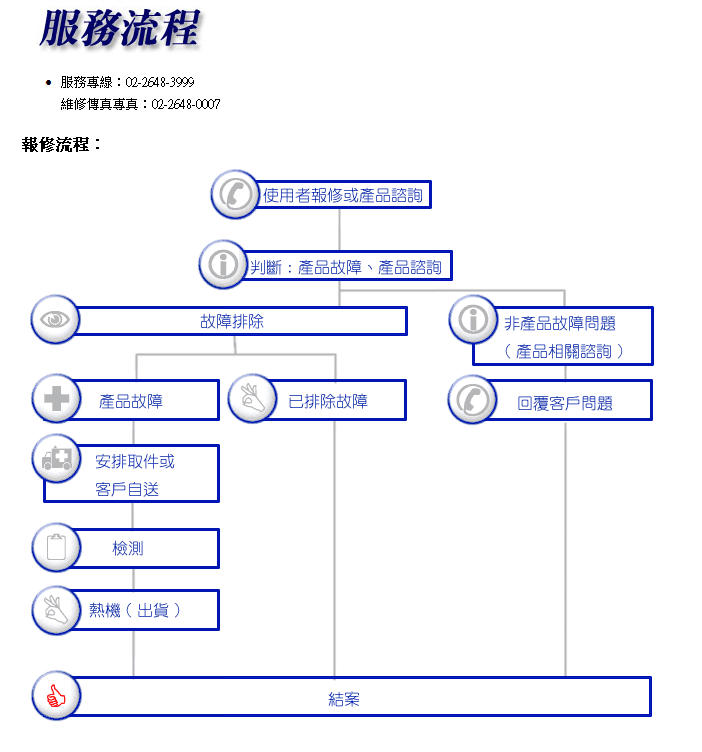 服務流程
服務專線：02-2648-3999
維修傳真專真：02-2648-0007
報修流程：
使用者報修或產品諮詢
判斷：產品故障、產品諮詢
故障排除
非產品故障問題
（產品相關諮詢）
產品故障
已排除故障
回覆客戶問題
安排取件或
客戶自送
檢測
熱機（出貨）
結案